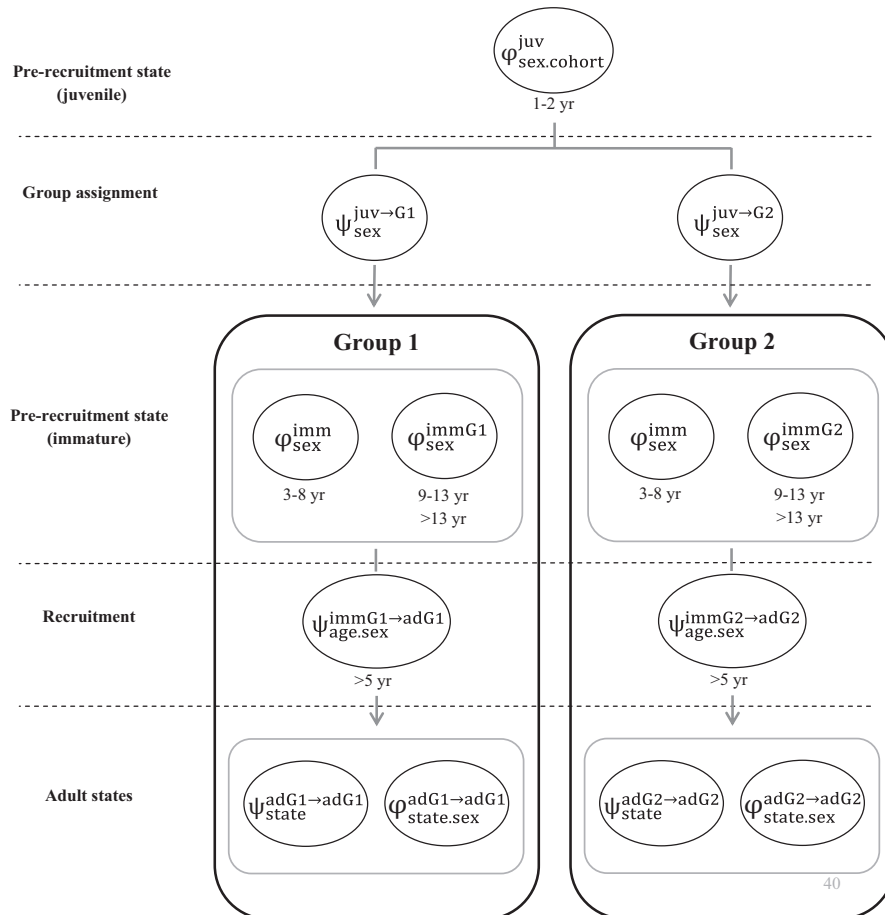 φ^juv_sex.cohort
Pre-recruitment state
(juvenile)
1-2 yr
Group assignment
ψ^juv→G1_sex
ψ^juv→G2_sex
Group 1
Group 2
Pre-recruitment state
(immature)
φ^imm_sex
φ^immG1_sex
φ^imm_sex
φ^immG2_sex
3-8 yr
9-13 yr
>13 yr
3-8 yr
9-13 yr
>13 yr
Recruitment
ψ^immG1→adG1_age.sex
ψ^immG2→adG2_age.sex
>5 yr
>5 yr
Adult states
ψ^adG1→adG1_state
φ^adG1→adG1_state.sex
ψ^adG2→adG2_state
φ^adG2→adG2_state.sex
40